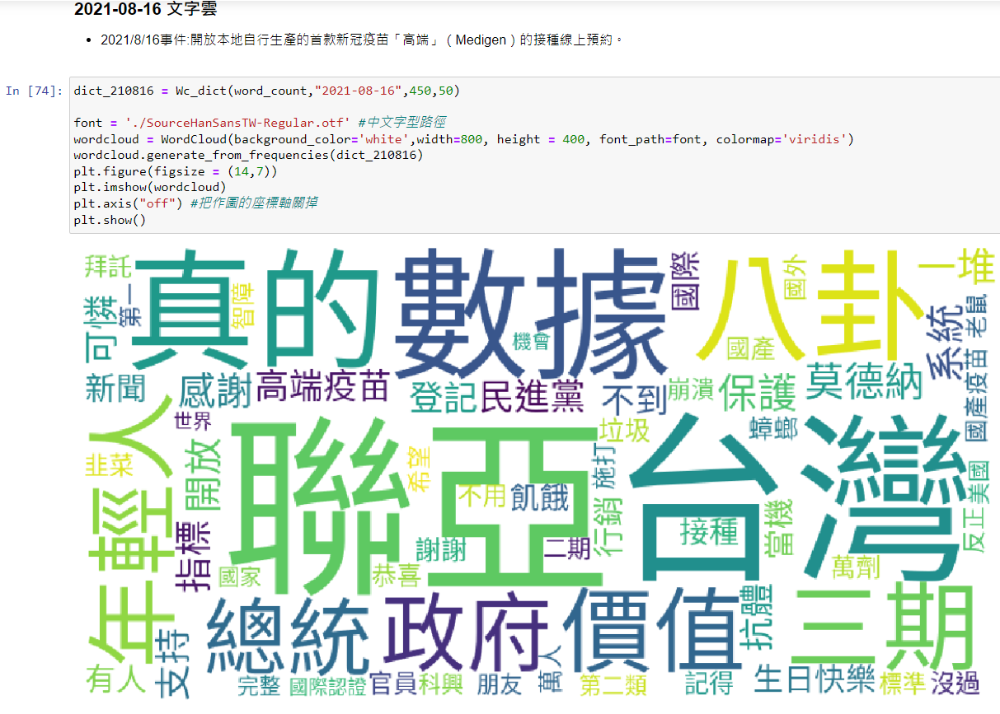 2021-08-16 文字雲
• 2021/8/16事件:開放本地自行生產的首款新冠疫苗「高端」（Medigen）的接種線上預約。
In [74]:
dict_210816 = Wc_dict(word_count,"2021-08-16",450,50)
font = './SourceHanSansTW-Regular.otf' #中文字型路徑
wordcloud = WordCloud(background_color='white',width=800, height = 400, font_path=font, colormap='viridis')
wordcloud.generate_from_frequencies(dict_210816)
plt.figure(figsize = (14,7))
plt.imshow(wordcloud)
plt.axis("off") #把作圖的座標軸關掉
plt.show()
拜託
真的
數據
國際
八卦
國外
一堆
可憐
第一
智障
機會
國產
系統
老鼠
新聞
感謝
高端疫苗
登記
民進黨
不到
崩潰
保護
莫德納
國產疫苗
年輕人
世界
聯亞
垃圾
台灣
蟑螂
韭菜
開放
希望
不用
飢餓
施打
行銷
接種
當機
美國
反正
指標
謝謝
二期
國家
恭喜
萬劑
總統
政府
價值
抗體
三期
支持
有人
完整
國際認證
官員
科興
朋友
萬人
第二類
記得
生日快樂
標準
沒過